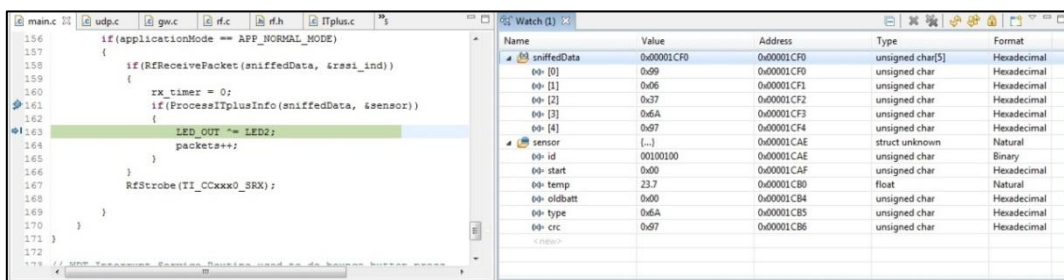 main.c udp.c gw.c rf.c rf.h ITplus.c »5
156 if(applicationMode == APP_NORMAL_MODE)
157 {
158 if(RfReceivePacket(sniffedData, &rssi_ind))
159 {
160 rx_timer = 0;
161 if(ProcessITplusInfo(sniffedData, &sensor))
162 {
163 LED_OUT ^= LED2;
164 packets++;
165 }
166 }
167 RfStrobe(TI_CCxxx0_SRX);
168
169 }
170 }
171 }
172
Watch (1)
Name Value Address Type Format
sniffedData 0x00001CF0 0x00001CF0 unsigned char[5] Hexadecimal
(x)= [0] 0x99 0x00001CF0 unsigned char Hexadecimal
(x)= [1] 0x06 0x00001CF1 unsigned char Hexadecimal
(x)= [2] 0x37 0x00001CF2 unsigned char Hexadecimal
(x)= [3] 0x6A 0x00001CF3 unsigned char Hexadecimal
(x)= [4] 0x97 0x00001CF4 unsigned char Hexadecimal
sensor {...} 0x00001CAE struct unknown Natural
(x)= id 00100100 0x00001CAE unsigned char Binary
(x)= start 0x00 0x00001CAF unsigned char Hexadecimal
(x)= temp 23.7 0x00001CB0 float Natural
(x)= oldbatt 0x00 0x00001CB4 unsigned char Hexadecimal
(x)= type 0x6A 0x00001CB5 unsigned char Hexadecimal
(x)= crc 0x97 0x00001CB6 unsigned char Hexadecimal
<new>